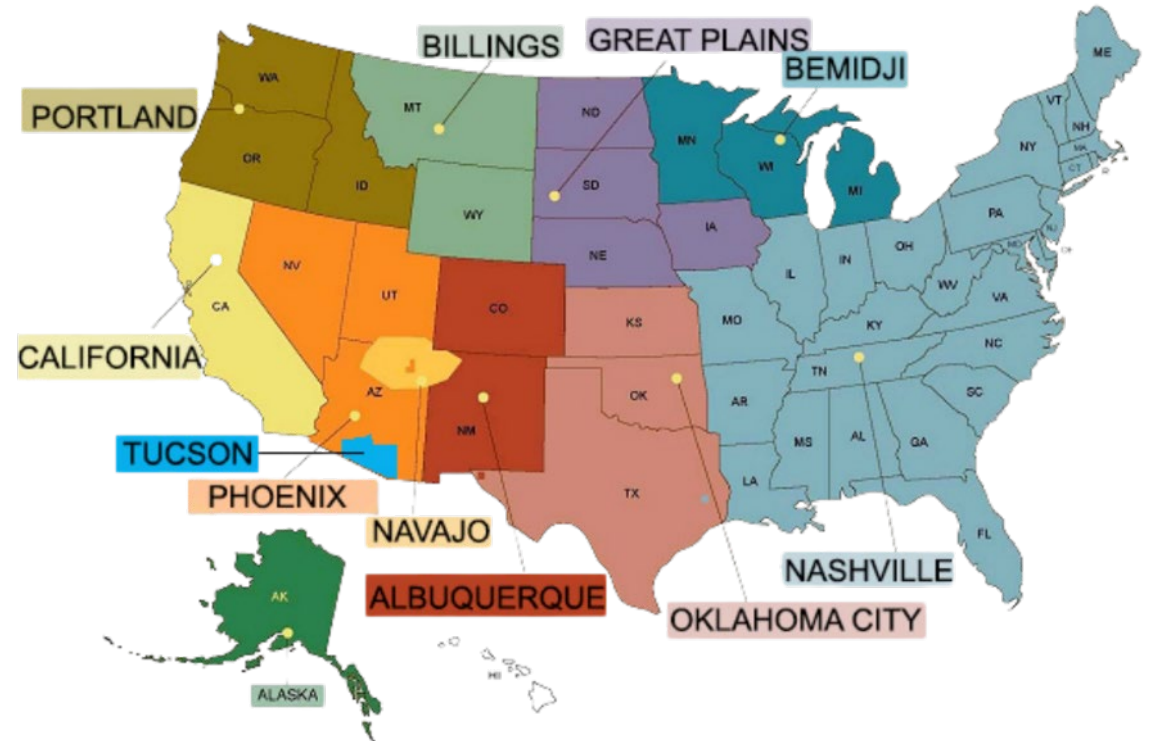 BILLINGS
GREAT PLAINS
BEMIDJI
PORTLAND
WA
MT
ND
MN
ME
VT
NH
NY
MA
CT
OR
ID
WY
SD
WI
MI
IA
NE
PA
NJ
OH
IN
IL
MD
DE
WV
VA
NV
UT
CO
CA
CALIFORNIA
KS
MO
KY
NC
TN
SC
AZ
NM
OK
AR
MS
AL
GA
LA
TX
FL
TUCSON
PHOENIX
NAVAJO
ALBUQUERQUE
NASHVILLE
OKLAHOMA CITY
AK
ALASKA
HI